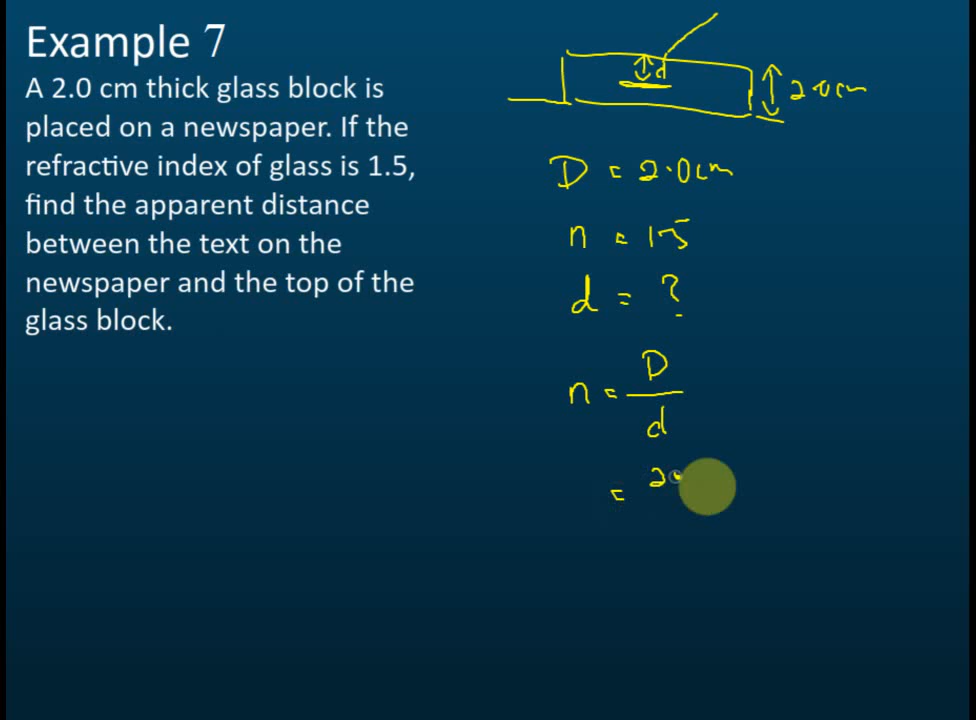 Example 7
A 2.0 cm thick glass block is
placed on a newspaper. If the
refractive index of glass is 1.5,
find the apparent distance
between the text on the
newspaper and the top of the
glass block.
d
2.0cm
D = 2.0cm
n = 1.5
d = ?
n = D
d
= 2.